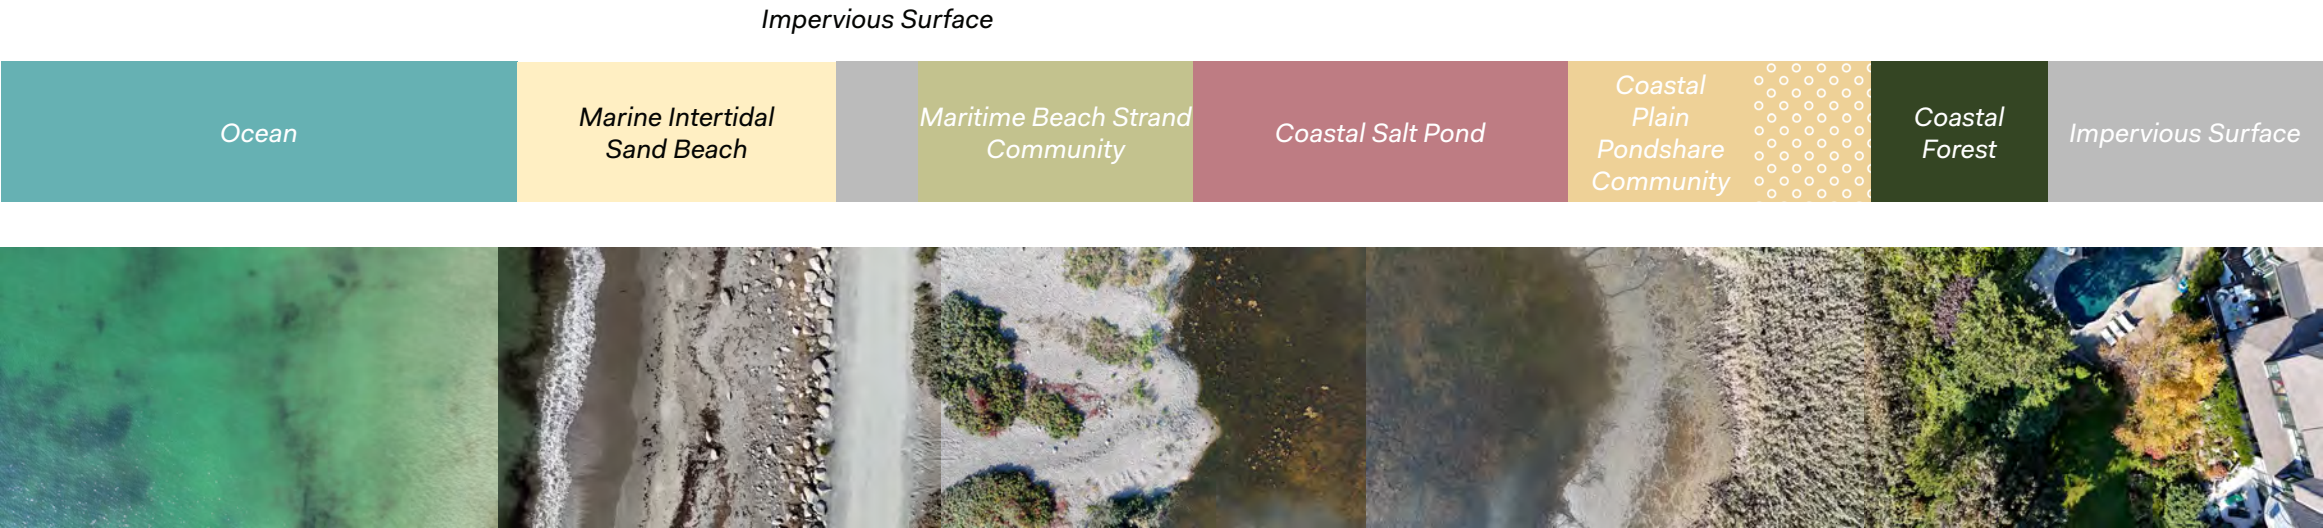 Impervious Surface
Ocean
Marine Intertidal
Sand Beach
Maritime Beach Strand
Community
Coastal Salt Pond
Coastal
Plain
Pondshare
Community
Coastal
Forest
Impervious Surface